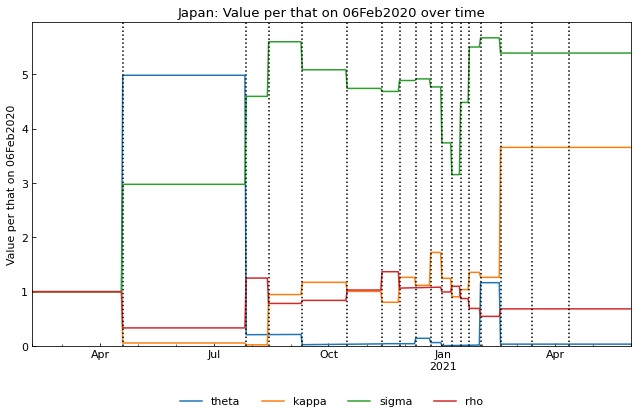 Japan: Value per that on 06Feb2020 over time
Value per that on 06Feb2020
5
4
3
2
1
0
Apr Jul Oct Jan Apr
2021
theta kappa sigma rho